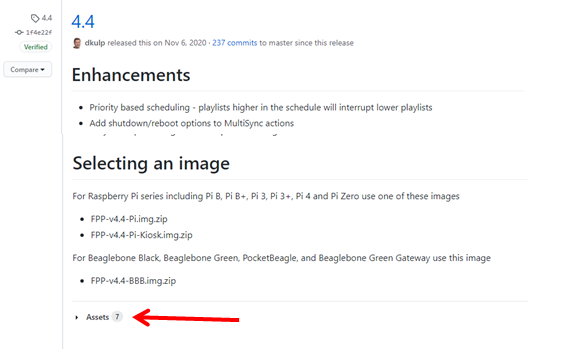 4.4
1f4e22f
Verified
Compare
4.4
dkulp released this on Nov 6, 2020 · 237 commits to master since this release
Enhancements
Priority based scheduling - playlists higher in the schedule will interrupt lower playlists
Add shutdown/reboot options to MultiSync actions
Selecting an image
For Raspberry Pi series including Pi B, Pi B+, Pi 3, Pi 3+, Pi 4 and Pi Zero use one of these images
FPP-v4.4-Pi.img.zip
FPP-v4.4-Pi-Kiosk.img.zip
For Beaglebone Black, Beaglebone Green, PocketBeagle, and Beaglebone Green Gateway use this image
FPP-v4.4-BBB.img.zip
Assets 7